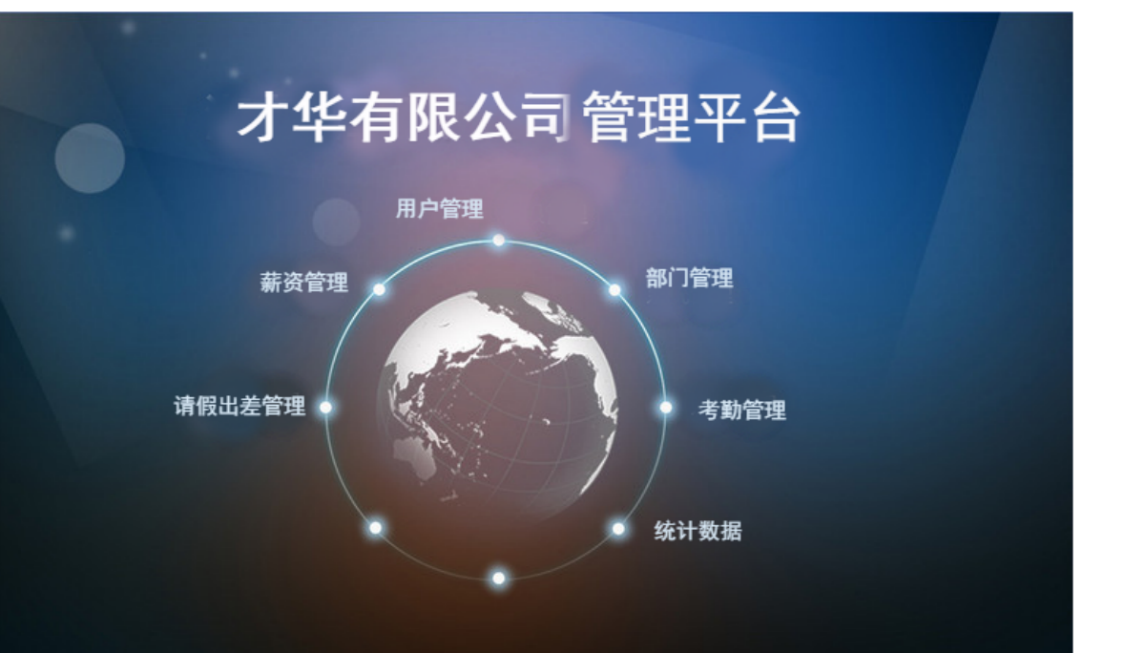 才华有限公司管理平台
用户管理
薪资管理
部门管理
请假出差管理
考勤管理
统计数据